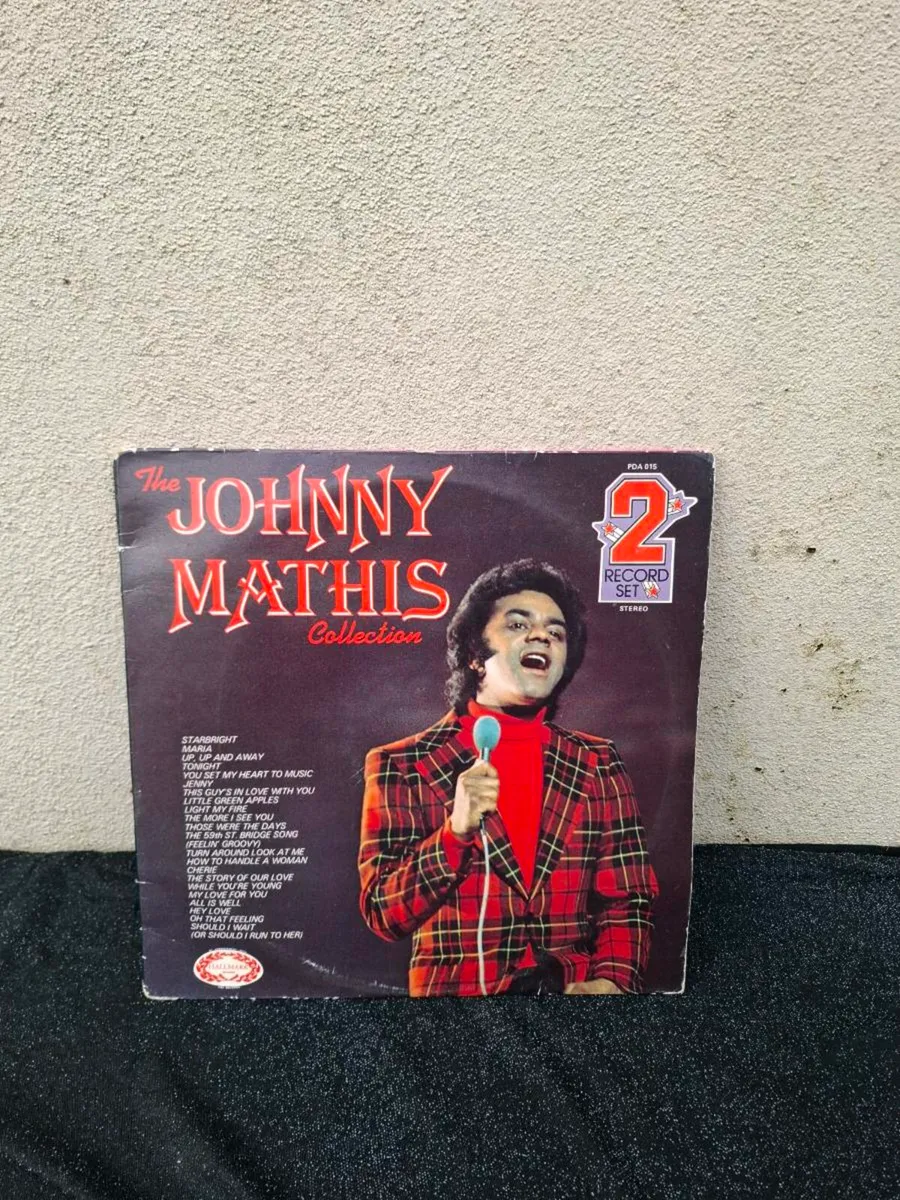 The
JOHNNY
MATHIS
Collection
PDA 015
2
RECORD
SET
STEREO
STARBRIGHT
MARIA
UP, UP AND AWAY
TONIGHT
YOU SET MY HEART TO MUSIC
JENNY
THIS GUY'S IN LOVE WITH YOU
LITTLE GREEN APPLES
LIGHT MY FIRE
THE MORE I SEE YOU
THOSE WERE THE DAYS
THE 59th ST. BRIDGE SONG
(FEELIN' GROOVY)
TURN AROUND LOOK AT ME
HOW TO HANDLE A WOMAN
CHERIE
THE STORY OF OUR LOVE
WHILE YOU'RE YOUNG
MY LOVE FOR YOU
ALL IS WELL
HEY LOVE
OH THAT FEELING
SHOULD I WAIT
(OR SHOULD I RUN TO HER)
HALLMARK